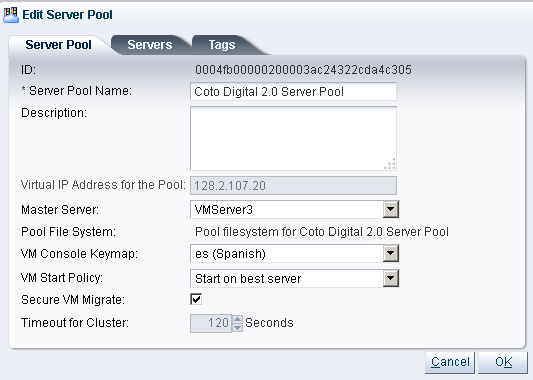 Edit Server Pool
Server Pool Servers Tags
ID: 0004fb00000200003ac24322cda4c305
* Server Pool Name: Coto Digital 2.0 Server Pool
Description:
Virtual IP Address for the Pool: 128.2.107.20
Master Server: VMServer3
Pool File System: Pool filesystem for Coto Digital 2.0 Server Pool
VM Console Keymap: es (Spanish)
VM Start Policy: Start on best server
Secure VM Migrate:
Timeout for Cluster: 120 Seconds
Cancel OK